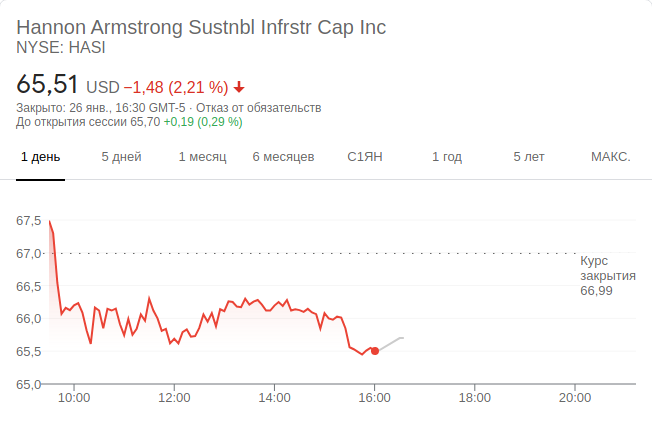 Hannon Armstrong Sustnbl Infrstr Cap Inc
NYSE: HASI
65,51 USD −1,48 (2,21 %)
Закрыто: 26 янв., 16:30 GMT-5 · Отказ от обязательств
До открытия сессии 65,70 +0,19 (0,29 %)
1 день 5 дней 1 месяц 6 месяцев С1ЯН 1 год 5 лет МАКС.
67,5
67,0
Курс
закрытия
66,99
66,5
66,0
65,5
65,0
10:00 12:00 14:00 16:00 18:00 20:00